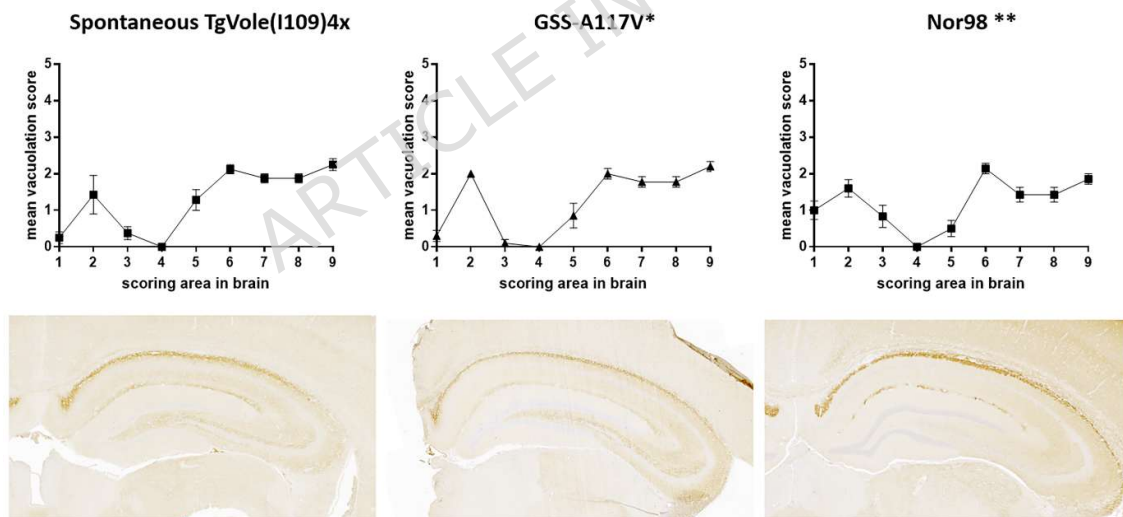 Spontaneous TgVole(I109)4x
GSS-A117V*
Nor98 **
ARTICLE IN
mean vacuolation score
5
4
3
2
1
0
1 2 3 4 5 6 7 8 9
scoring area in brain
mean vacuolation score
5
4
3
2
1
0
1 2 3 4 5 6 7 8 9
scoring area in brain
mean vacuolation score
5
4
3
2
1
0
1 2 3 4 5 6 7 8 9
scoring area in brain